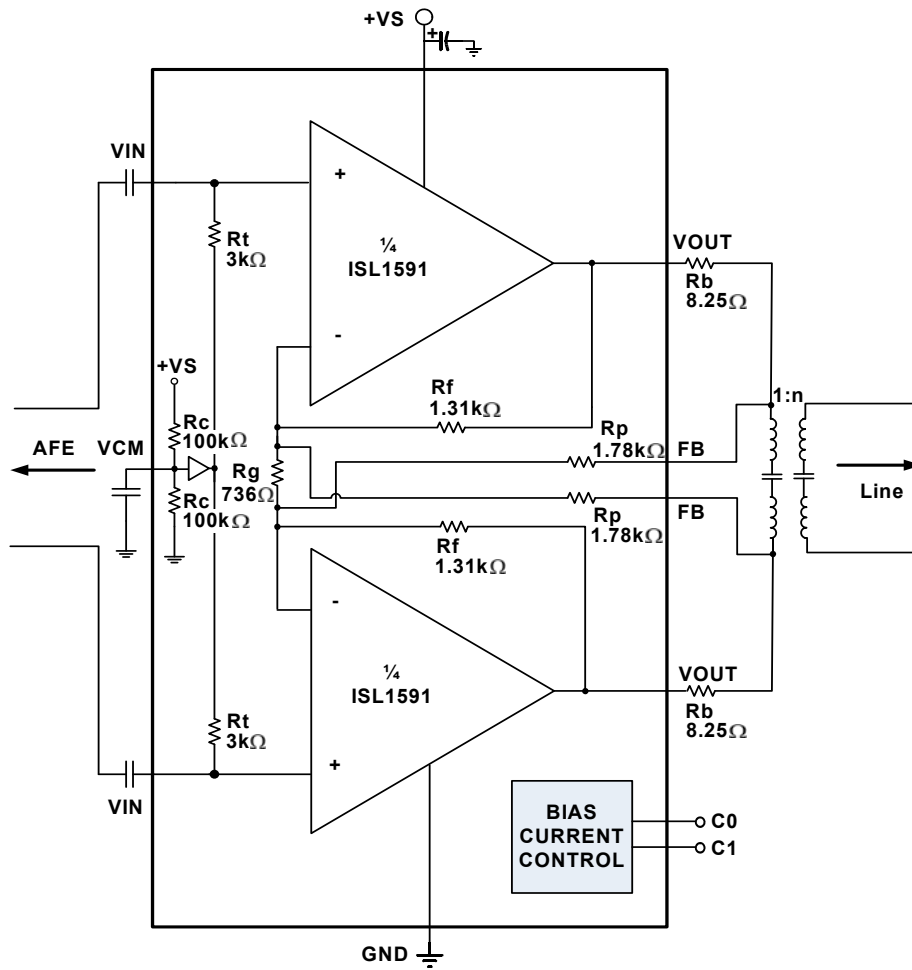 +VS
+
VIN
+
Rt
3kΩ
¼
ISL1591
VOUT
Rb
8.25Ω
-
+VS
Rf
1.31kΩ
1:n
Rc
100kΩ
Rp
1.78kΩ
FB
AFE
VCM
Rg
736Ω
Line
Rc
100kΩ
Rp
1.78kΩ
FB
Rf
1.31kΩ
-
¼
ISL1591
VOUT
Rb
8.25Ω
Rt
3kΩ
+
VIN
BIAS
CURRENT
CONTROL
C0
C1
GND